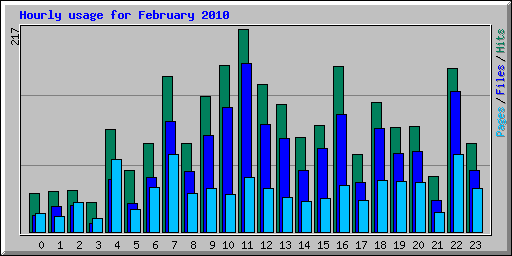 Hourly usage for February 2010
217
Pages / Files / Hits
0 1 2 3 4 5 6 7 8 9 10 11 12 13 14 15 16 17 18 19 20 21 22 23